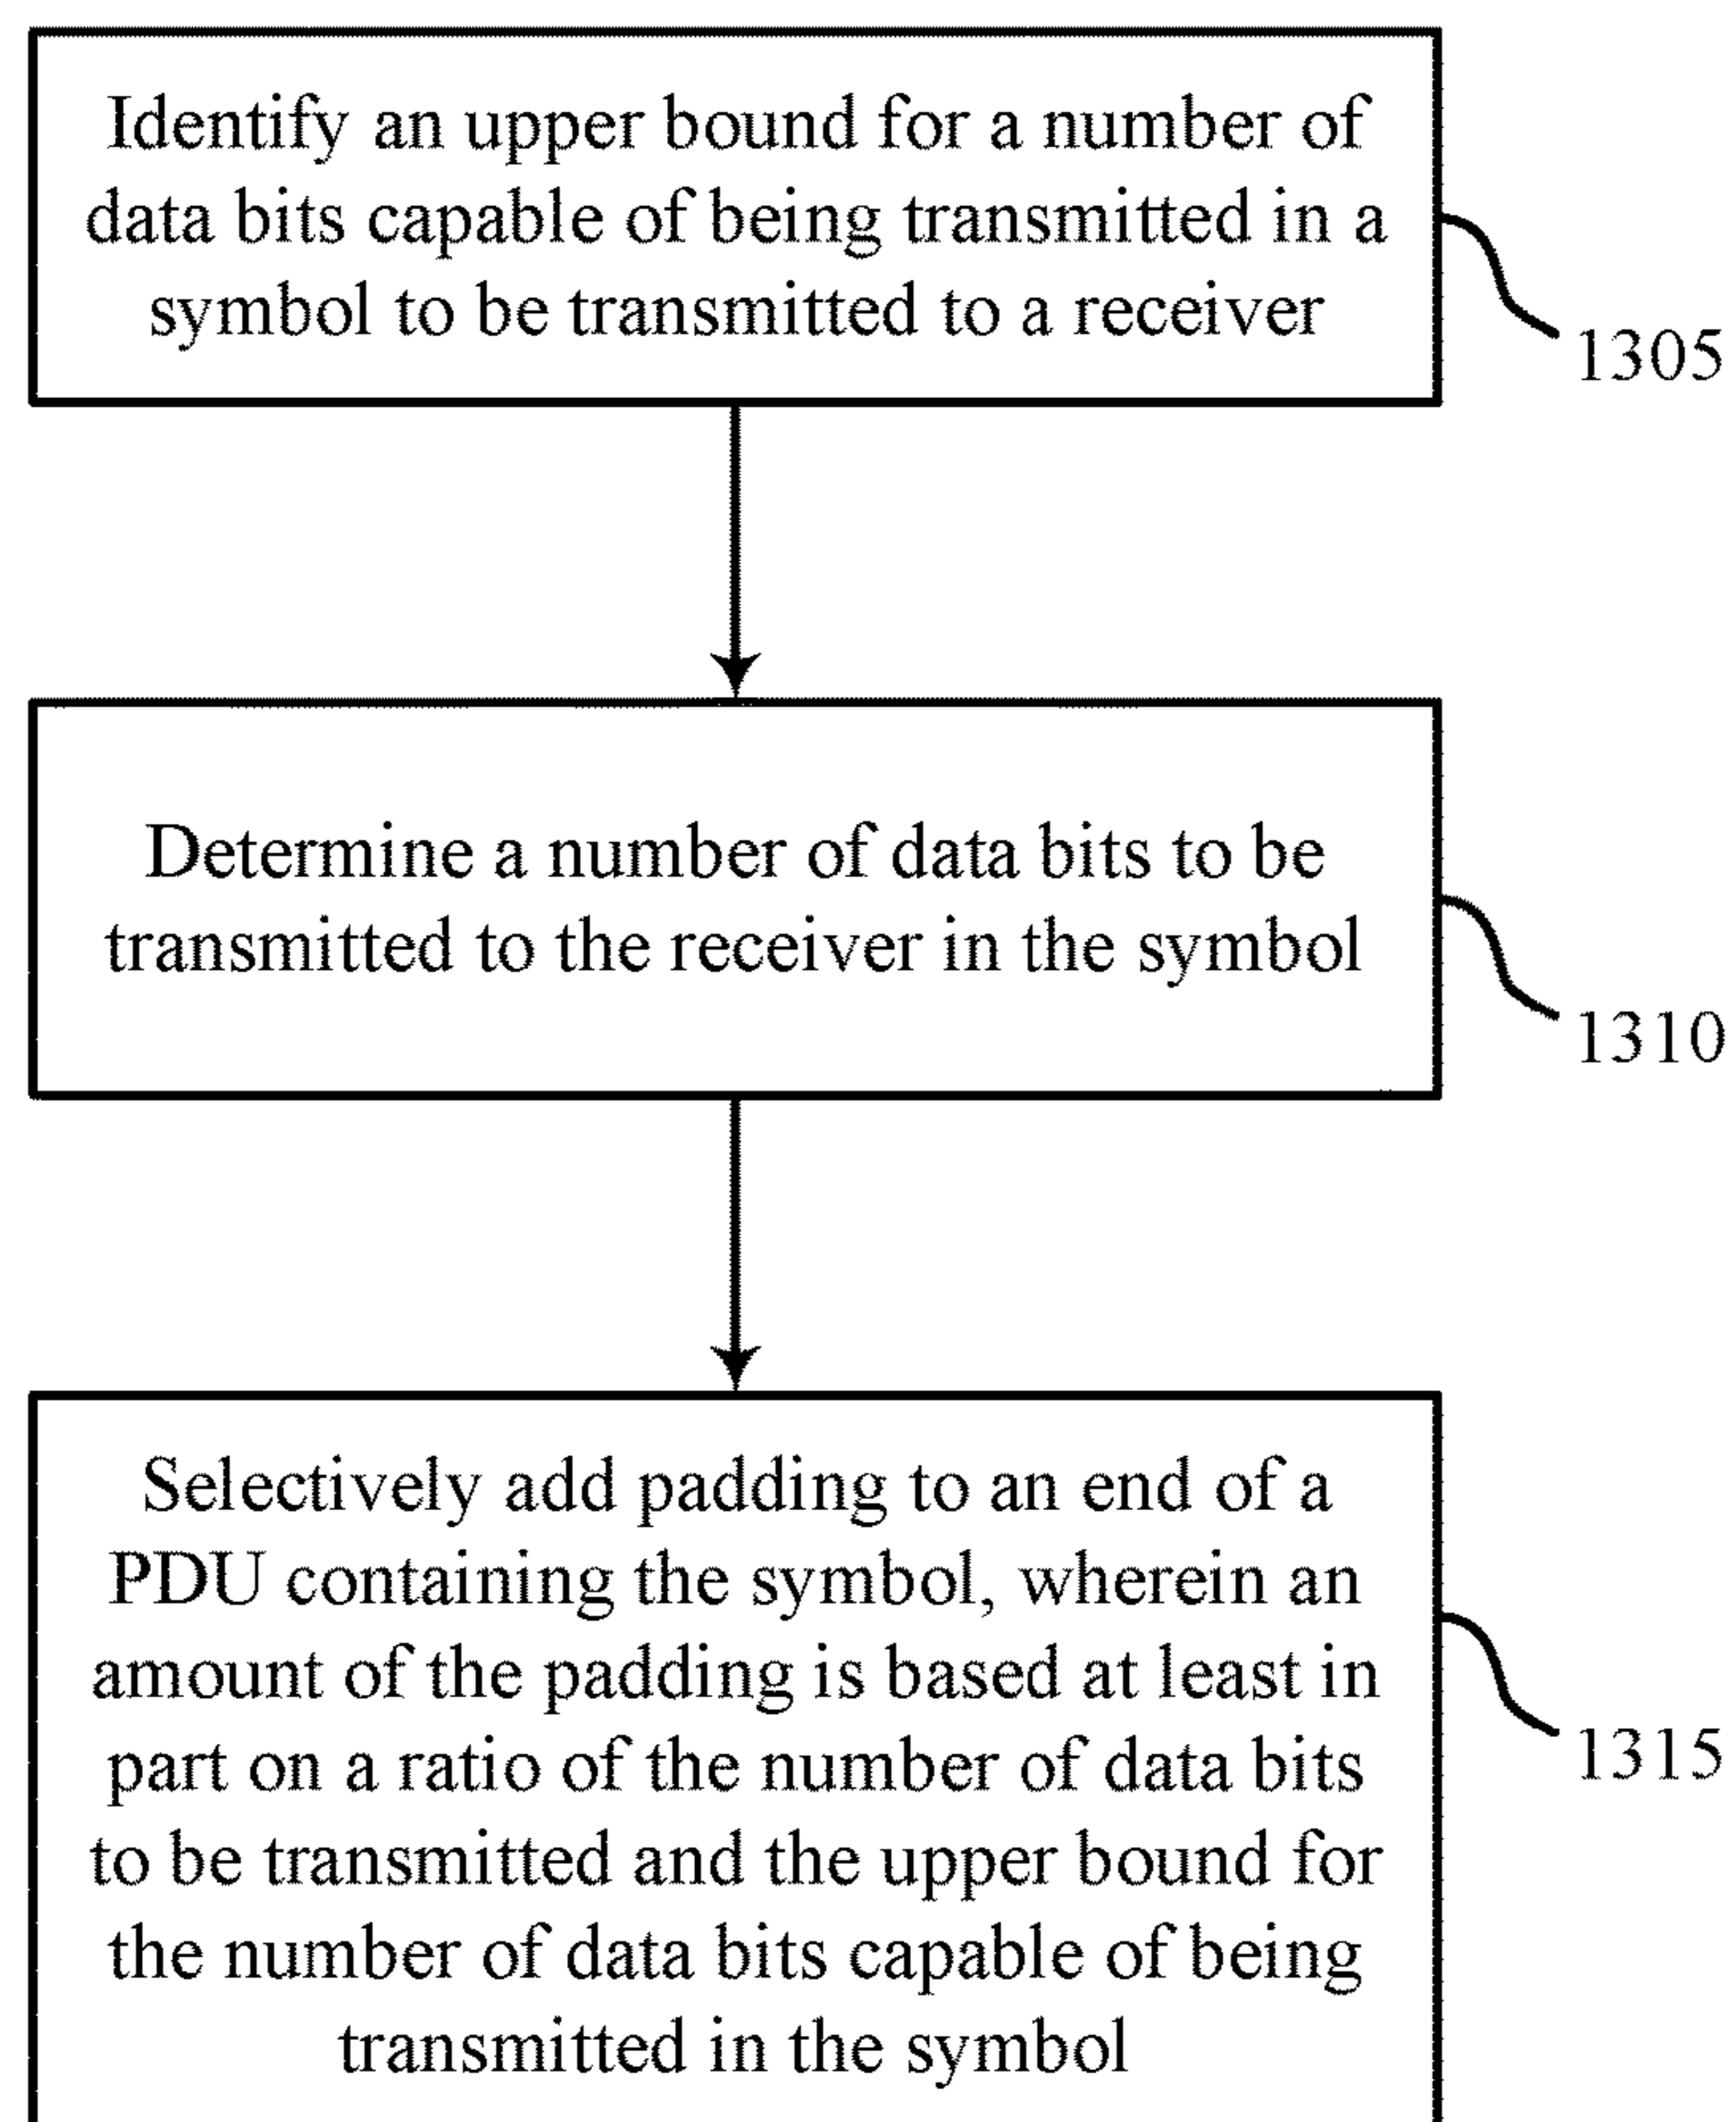 Identify an upper bound for a number of
data bits capable of being transmitted in a
symbol to be transmitted to a receiver
1305
Determine a number of data bits to be
transmitted to the receiver in the symbol
1310
Selectively add padding to an end of a
PDU containing the symbol, wherein an
amount of the padding is based at least in
part on a ratio of the number of data bits
to be transmitted and the upper bound for
the number of data bits capable of being
transmitted in the symbol
1315